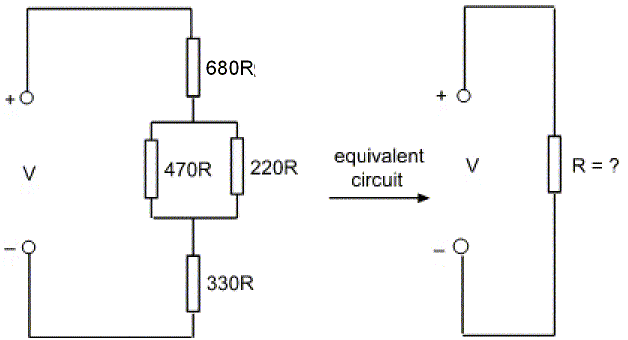 680R
+
+
470R
220R
equivalent
circuit
V
V
R = ?
–
–
330R